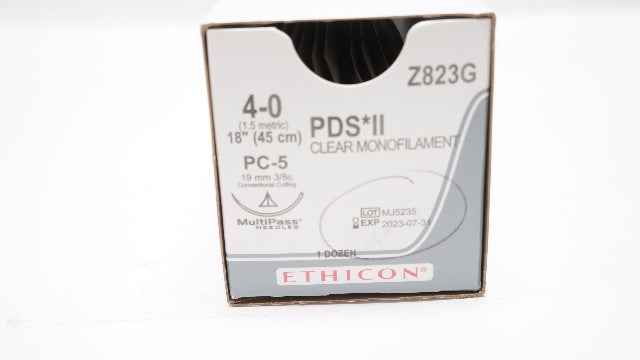 Z823G
4-0
(1.5 metric)
18" (45 cm)
PDS*II
CLEAR MONOFILAMENT
PC-5
19 mm 3/8c
Conventional Cutting
MultiPass®
NEEDLES
LOT MJ5235
EXP 2023-07-31
1 DOZEN
ETHICON®